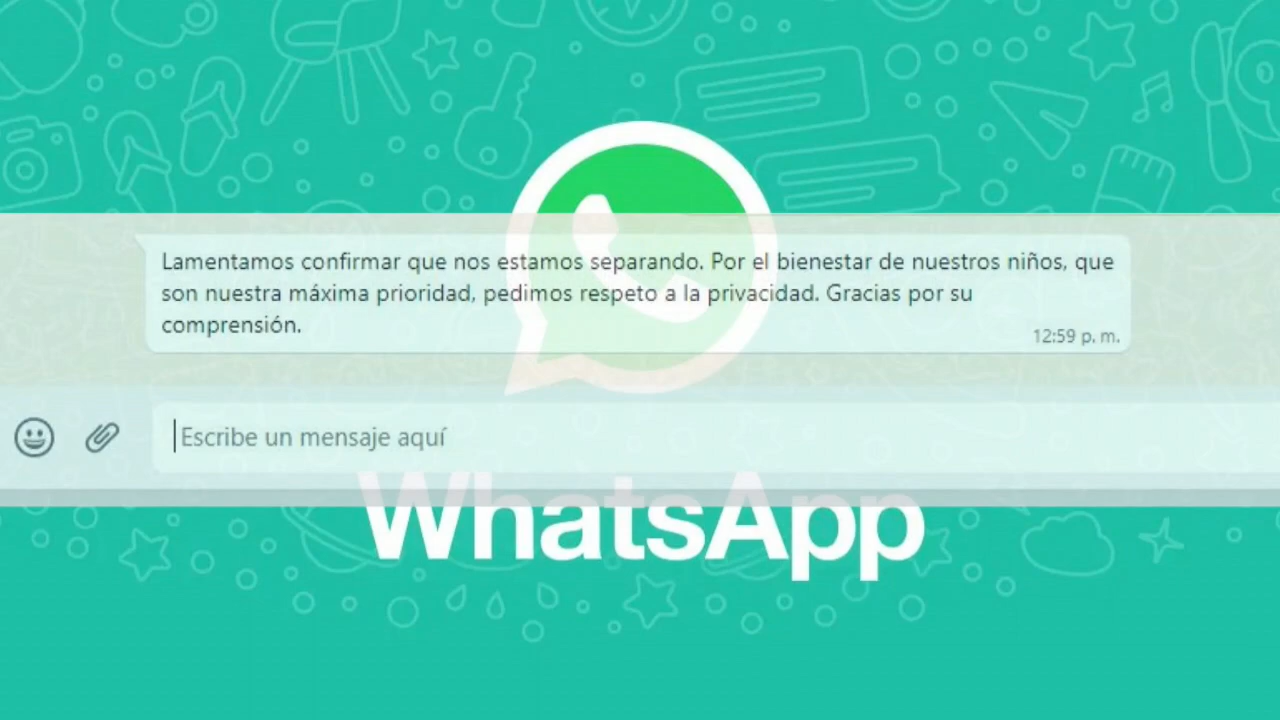 Lamentamos confirmar que nos estamos separando. Por el bienestar de nuestros niños, que
son nuestra máxima prioridad, pedimos respeto a la privacidad. Gracias por su
comprensión.
12:59 p. m.
Escribe un mensaje aquí
WhatsApp